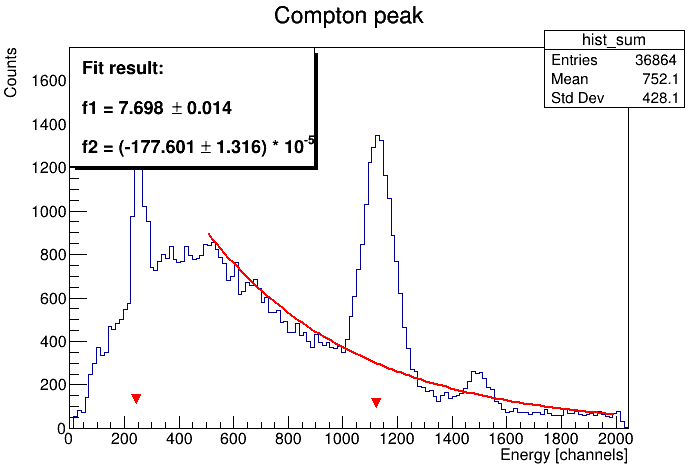 Compton peak
hist_sum
Entries 36864
Mean 752.1
Std Dev 428.1
Counts
Fit result:
f1 = 7.698 ± 0.014
f2 = (-177.601 ± 1.316) * 10^-5
1600
1400
1200
1000
800
600
400
200
0
0 200 400 600 800 1000 1200 1400 1600 1800 2000
Energy [channels]